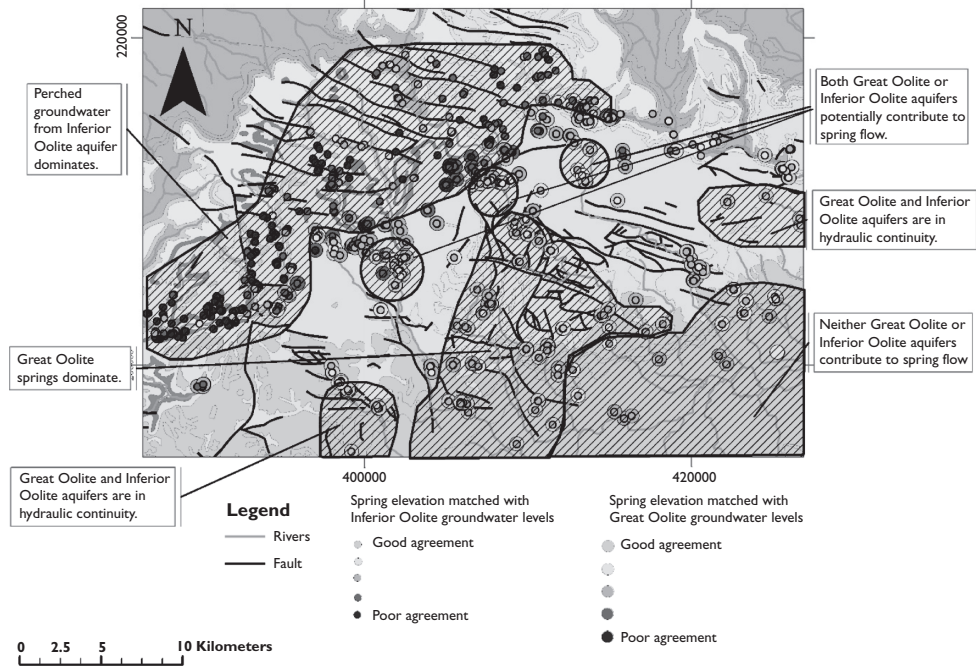 220000
N
Perched
groundwater
from Inferior
Oolite aquifer
dominates.
Both Great Oolite or
Inferior Oolite aquifers
potentially contribute to
spring flow.
Great Oolite and Inferior
Oolite aquifers are in
hydraulic continuity.
Neither Great Oolite or
Inferior Oolite aquifers
contribute to spring flow
Great Oolite
springs dominate.
Great Oolite and Inferior
Oolite aquifers are in
hydraulic continuity.
400000
420000
Legend
Rivers
Fault
Spring elevation matched with
Inferior Oolite groundwater levels
Good agreement
Poor agreement
Spring elevation matched with
Great Oolite groundwater levels
Good agreement
Poor agreement
0 2.5 5 10 Kilometers